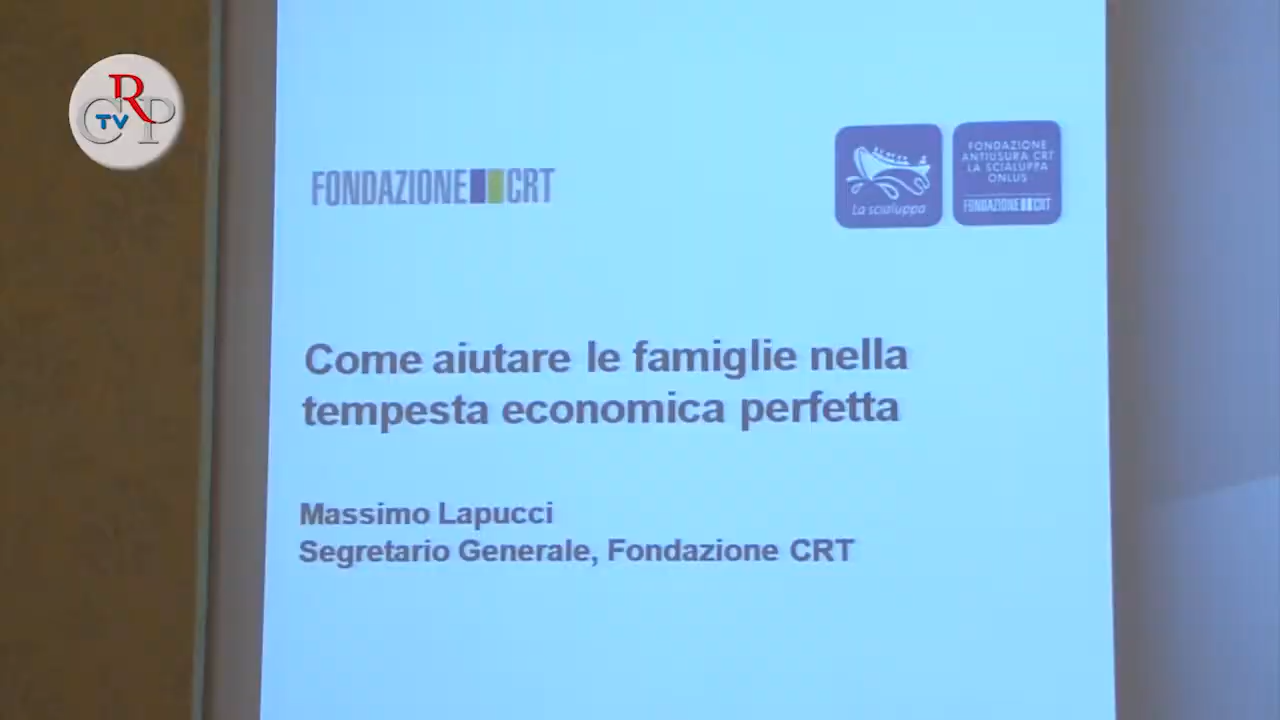 CRP
TV
FONDAZIONE CRT
La scialuppa
FONDAZIONE
ANTIUSURA CRT
LA SCIALUPPA
ONLUS
FONDAZIONE CRT
Come aiutare le famiglie nella
tempesta economica perfetta
Massimo Lapucci
Segretario Generale, Fondazione CRT